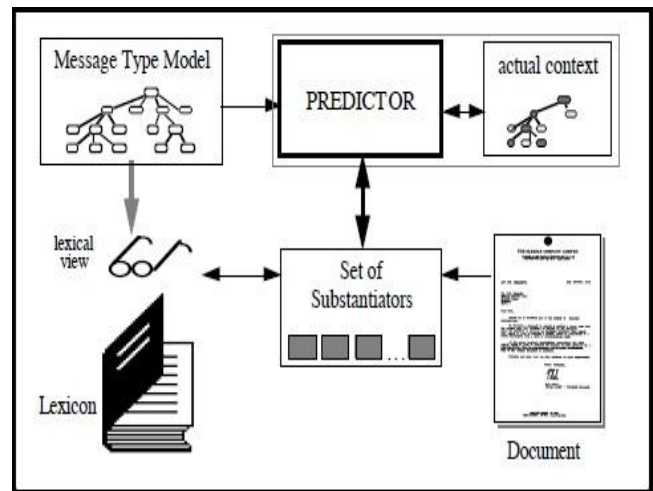 Message Type Model
PREDICTOR
actual context
lexical
view
Set of
Substantiators
...
Lexicon
Document